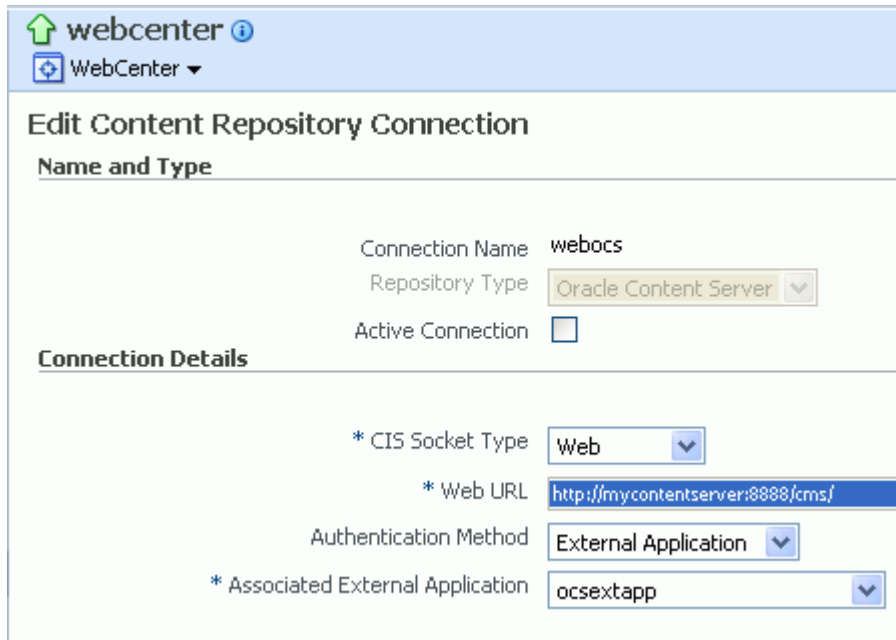 webcenter
WebCenter
Edit Content Repository Connection
Name and Type
Connection Name webocs
Repository Type Oracle Content Server
Active Connection
Connection Details
* CIS Socket Type Web
* Web URL http://mycontentserver:8888/cms/
Authentication Method External Application
* Associated External Application ocsextapp